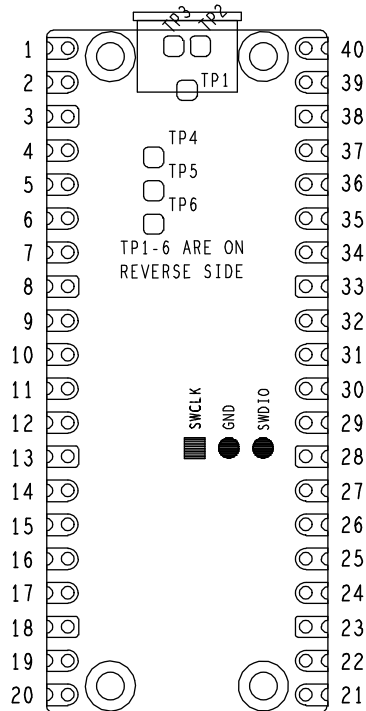 TP3 TP2
1 40
TP1
2 39
3 38
TP4
4 37
TP5
5 36
TP6
6 35
TP1-6 ARE ON
7 34
REVERSE SIDE
8 33
9 32
10 31
11 30
SWCLK GND SWDIO
12 29
13 28
14 27
15 26
16 25
17 24
18 23
19 22
20 21